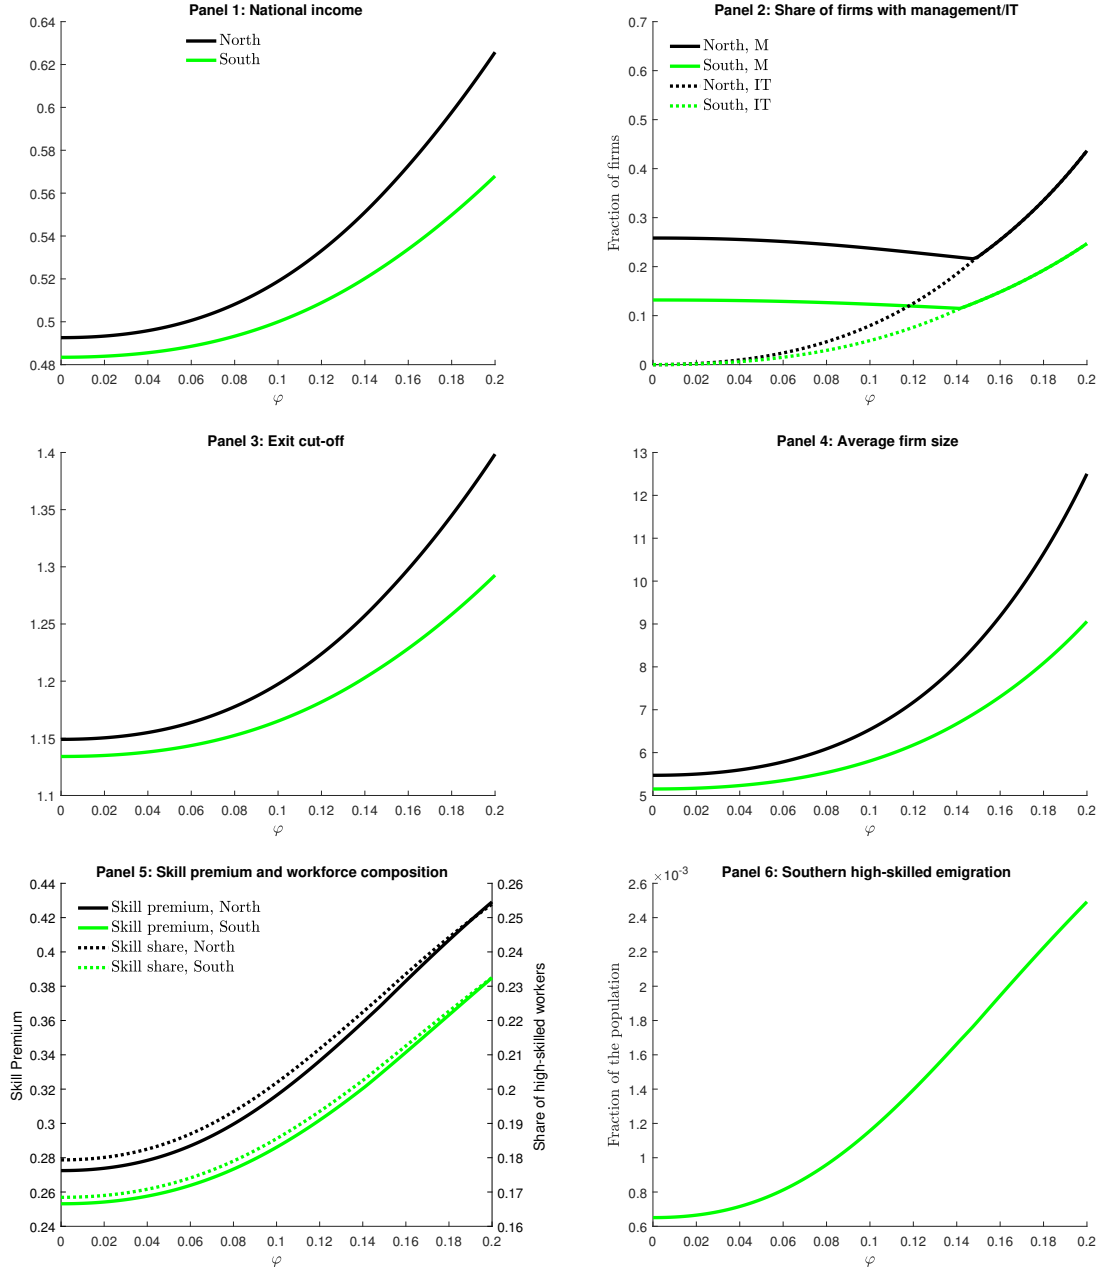 Panel 1: National income
0.64
0.62
0.6
0.58
0.56
0.54
0.52
0.5
0.48
North
South
0 0.02 0.04 0.06 0.08 0.1 0.12 0.14 0.16 0.18 0.2
φ
Panel 2: Share of firms with management/IT
Fraction of firms
0.7
0.6
0.5
0.4
0.3
0.2
0.1
0
North, M
South, M
North, IT
South, IT
0 0.02 0.04 0.06 0.08 0.1 0.12 0.14 0.16 0.18 0.2
φ
Panel 3: Exit cut-off
1.4
1.35
1.3
1.25
1.2
1.15
1.1
0 0.02 0.04 0.06 0.08 0.1 0.12 0.14 0.16 0.18 0.2
φ
Panel 4: Average firm size
13
12
11
10
9
8
7
6
5
0 0.02 0.04 0.06 0.08 0.1 0.12 0.14 0.16 0.18 0.2
φ
Panel 5: Skill premium and workforce composition
Skill Premium
0.44
0.42
0.4
0.38
0.36
0.34
0.32
0.3
0.28
0.26
0.24
Skill premium, North
Skill premium, South
Skill share, North
Skill share, South
0.26
0.25
0.24
0.23
0.22
0.21
0.2
0.19
0.18
0.17
0.16
Share of high-skilled workers
0 0.02 0.04 0.06 0.08 0.1 0.12 0.14 0.16 0.18 0.2
φ
Panel 6: Southern high-skilled emigration
×10⁻³
Fraction of the population
2.6
2.4
2.2
2
1.8
1.6
1.4
1.2
1
0.8
0.6
0 0.02 0.04 0.06 0.08 0.1 0.12 0.14 0.16 0.18 0.2
φ